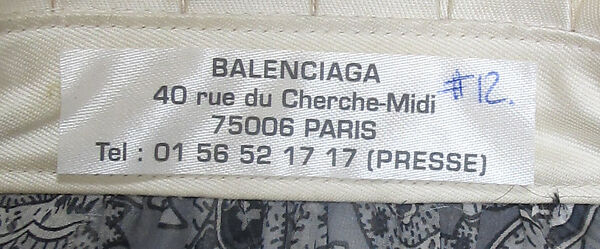 BALENCIAGA
40 rue du Cherche-Midi #12.
75006 PARIS
Tel : 01 56 52 17 17 (PRESSE)